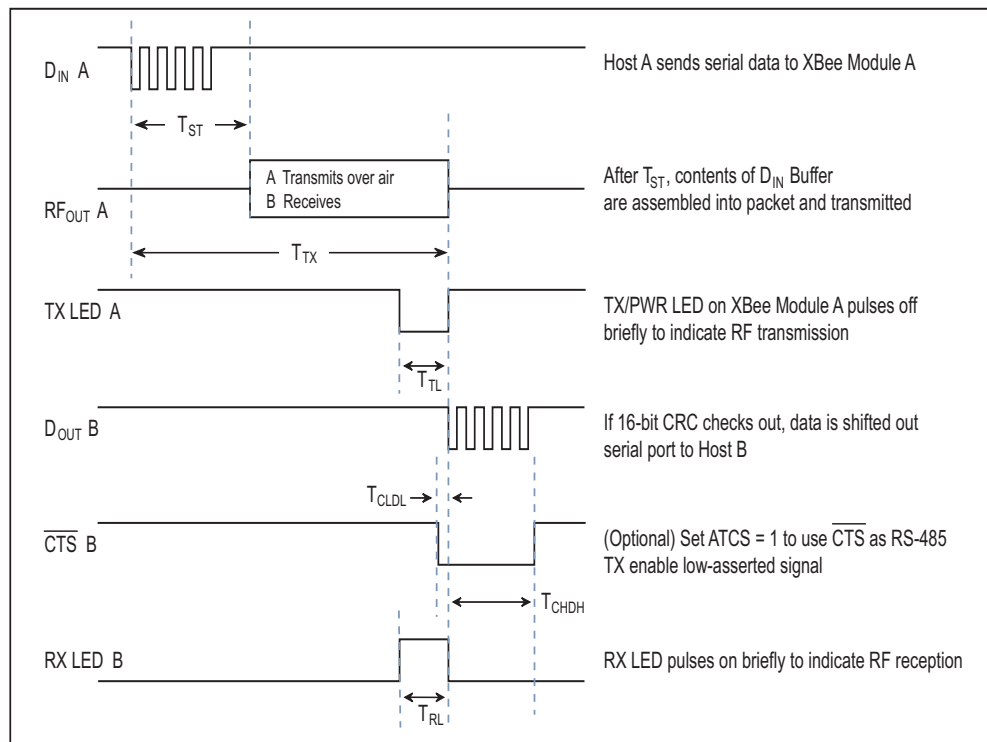 D_IN A
Host A sends serial data to XBee Module A
T_ST
A Transmits over air
B Receives
RF_OUT A
After T_ST, contents of D_IN Buffer
are assembled into packet and transmitted
T_TX
TX LED A
TX/PWR LED on XBee Module A pulses off
briefly to indicate RF transmission
T_TL
D_OUT B
If 16-bit CRC checks out, data is shifted out
serial port to Host B
T_CLDL
C̅T̅S̅ B
(Optional) Set ATCS = 1 to use C̅T̅S̅ as RS-485
TX enable low-asserted signal
T_CHDH
RX LED B
RX LED pulses on briefly to indicate RF reception
T_RL